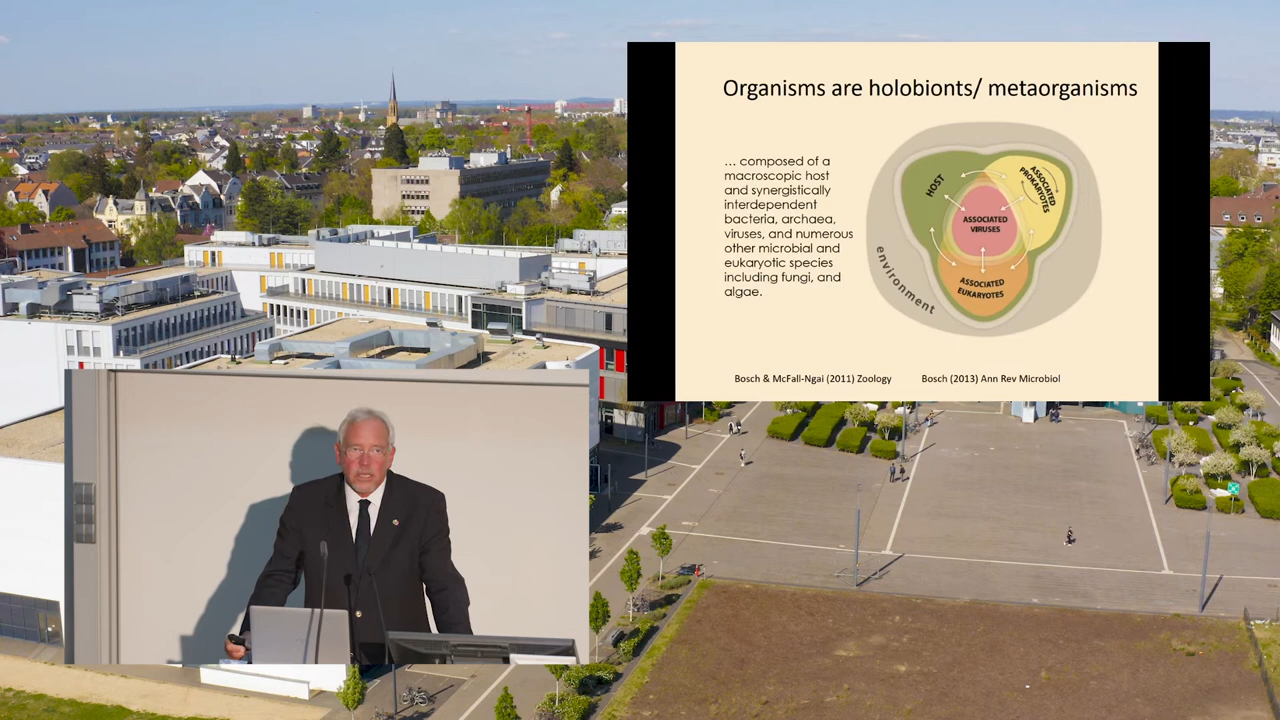 Organisms are holobionts/ metaorganisms
... composed of a
macroscopic host
and synergistically
interdependent
bacteria, archaea,
viruses, and numerous
other microbial and
eukaryotic species
including fungi, and
algae.
HOST
ASSOCIATED
PROKARYOTES
ASSOCIATED
VIRUSES
ASSOCIATED
EUKARYOTES
environment
Bosch & McFall-Ngai (2011) Zoology
Bosch (2013) Ann Rev Microbiol